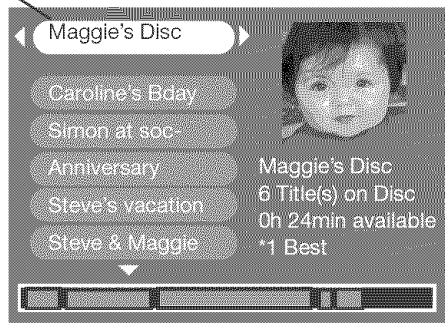 Maggie's Disc
Caroline's Bday
Simon at soc-
Anniversary
Steve's vacation
Steve & Maggie
Maggie's Disc
6 Title(s) on Disc
0h 24min available
*1 Best